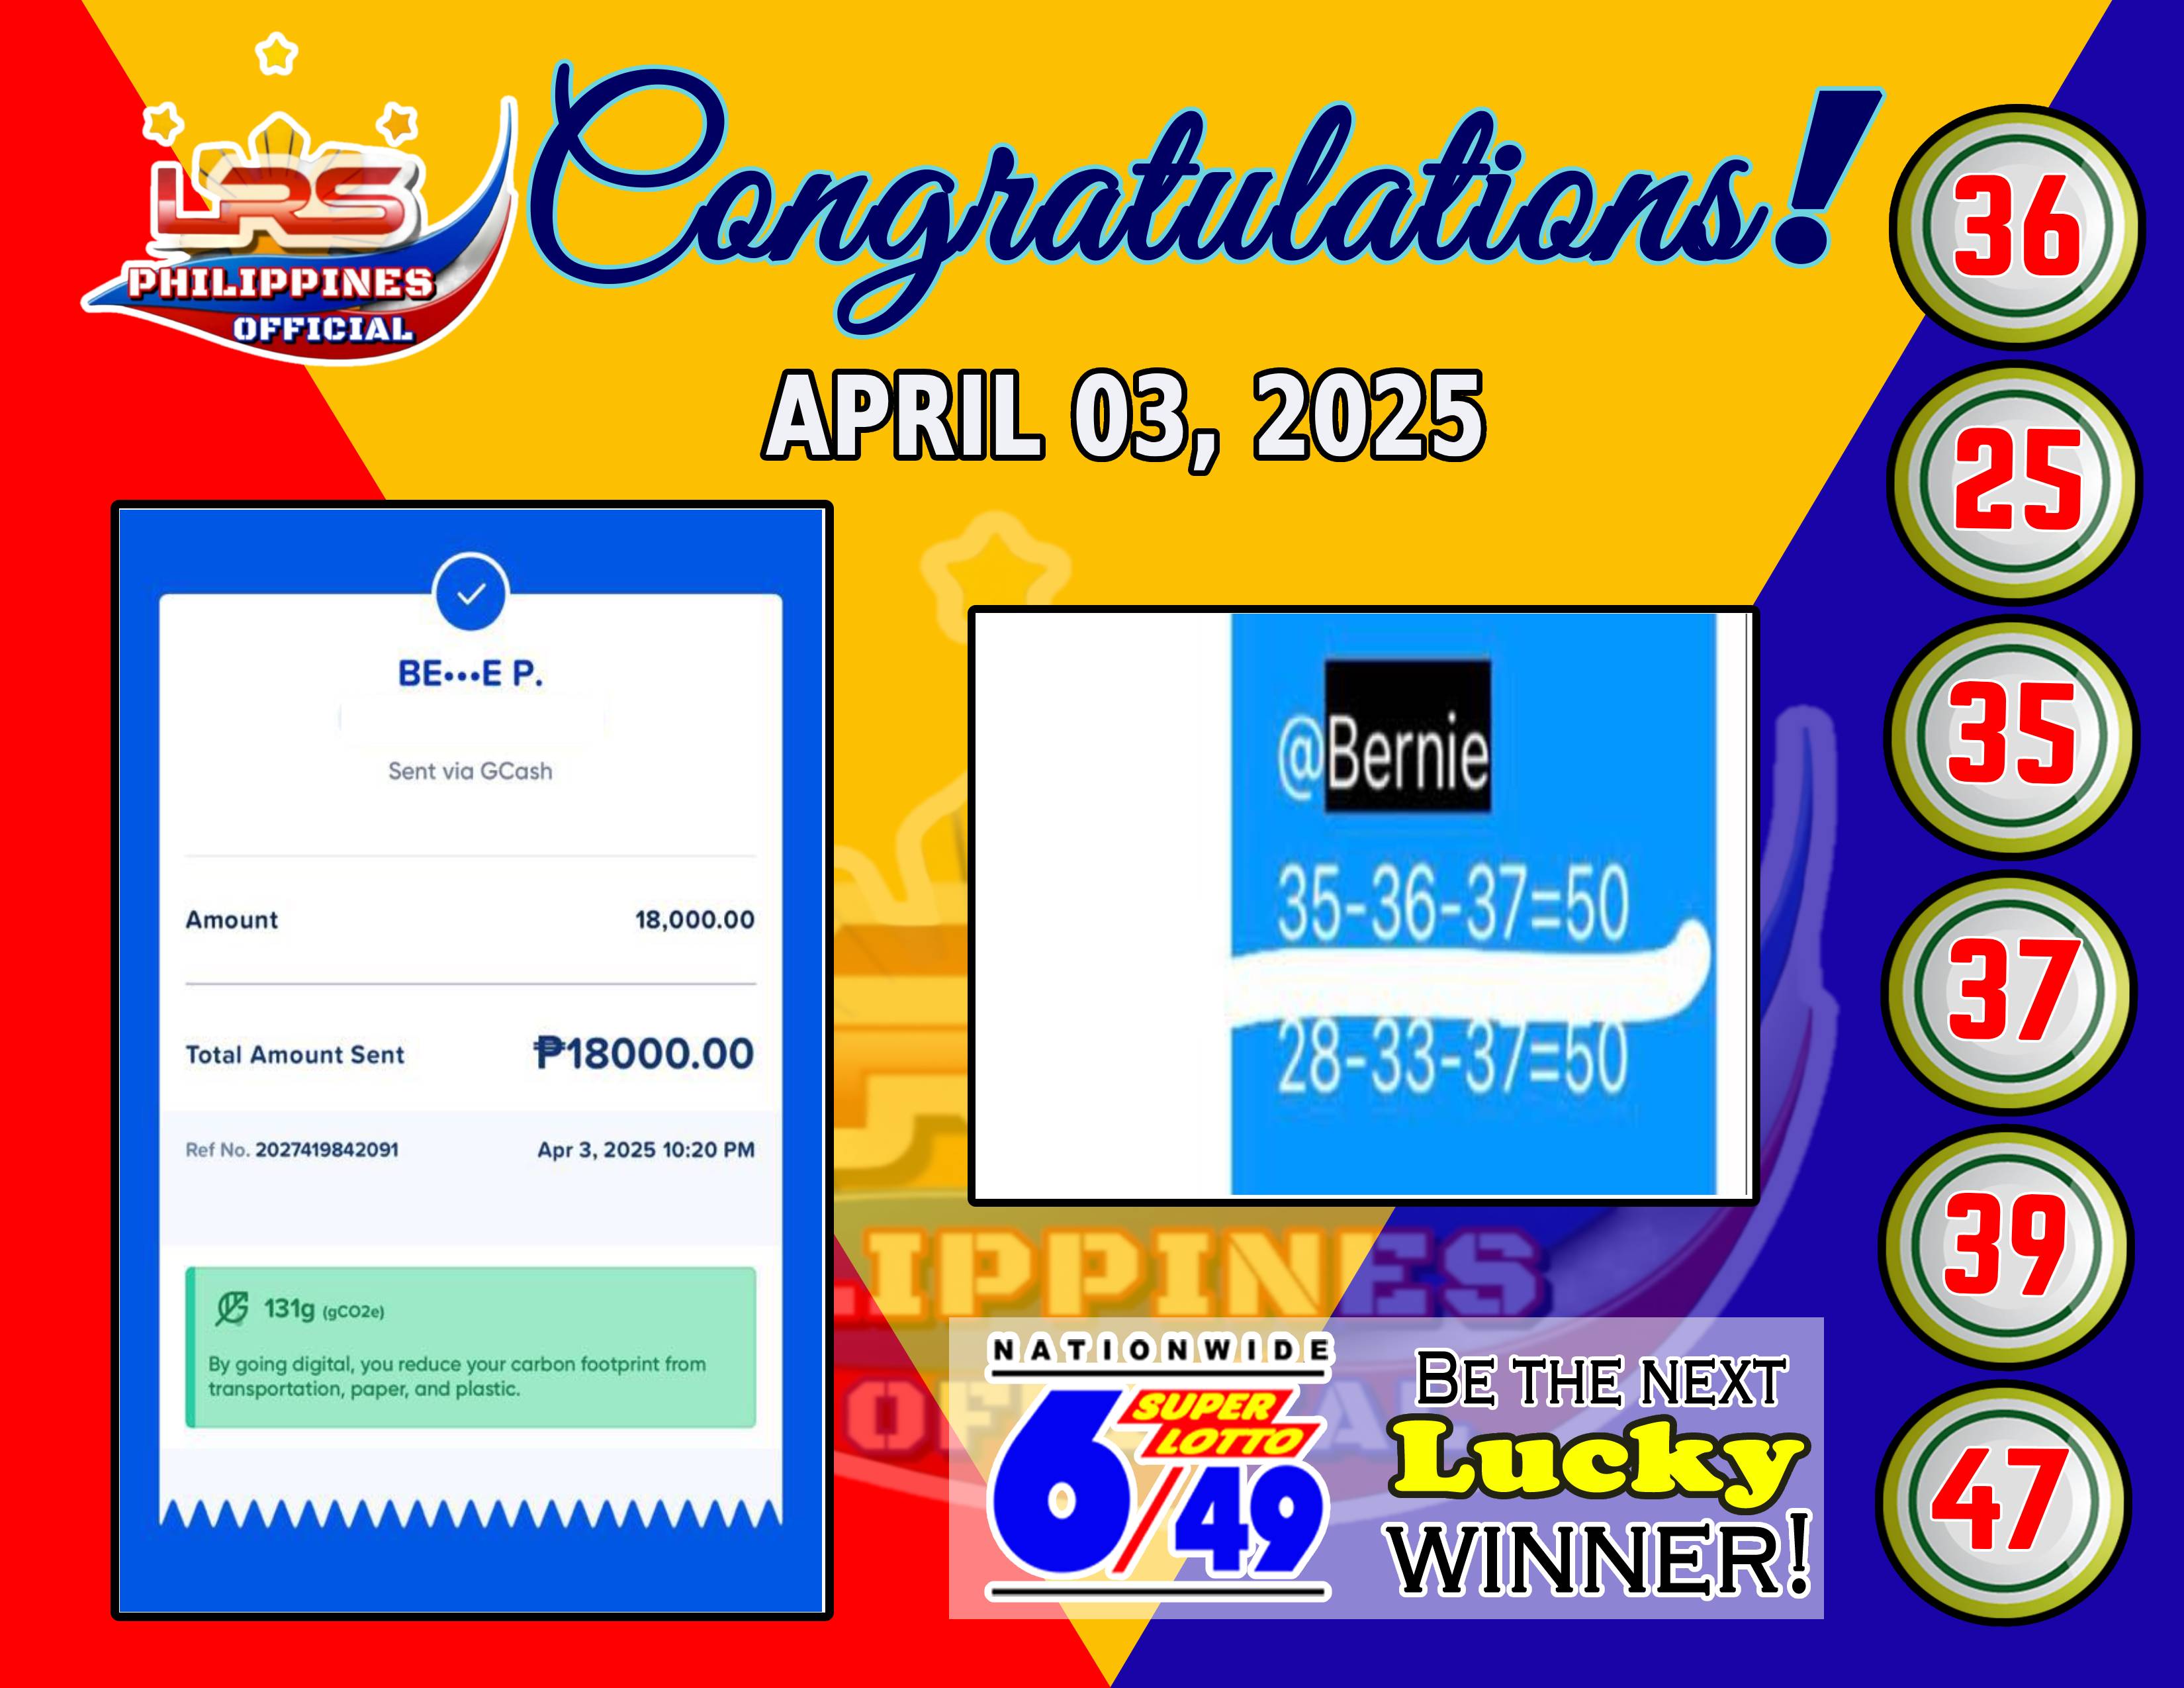 LRS
PHILIPPINES
OFFICIAL
Congratulations!
APRIL 03, 2025
BE•••E P.
Sent via GCash
Amount 18,000.00
Total Amount Sent ₱18000.00
Ref No. 2027419842091 Apr 3, 2025 10:20 PM
131g (gCO2e)
By going digital, you reduce your carbon footprint from
transportation, paper, and plastic.
@Bernie
35-36-37=50
28-33-37=50
LIPPINES
NATIONWIDE
SUPER
LOTTO
6/49
BE THE NEXT
Lucky
WINNER!
36
25
35
37
39
47